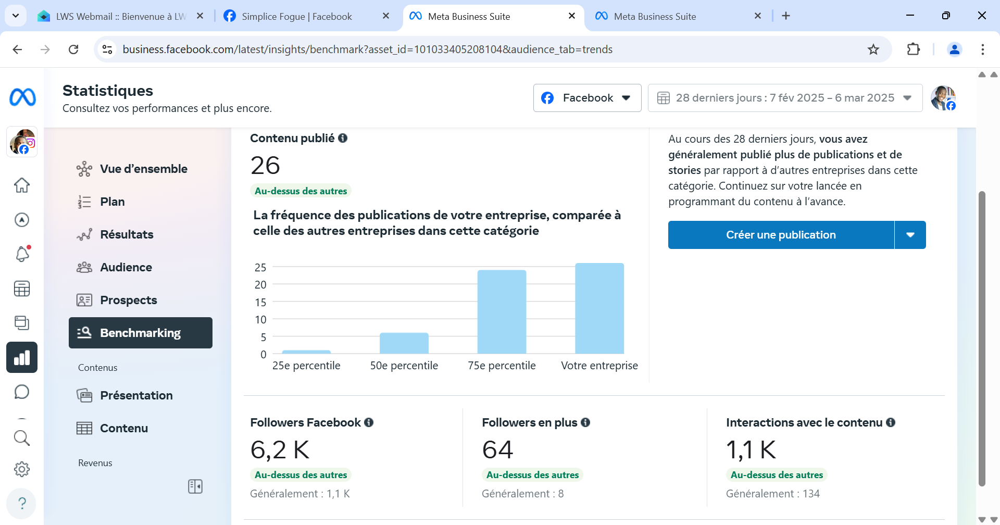 LWS Webmail :: Bienvenue à LW
Simplice Fogue | Facebook
Meta Business Suite
Meta Business Suite
business.facebook.com/latest/insights/benchmark?asset_id=101033405208104&audience_tab=trends
Statistiques
Consultez vos performances et plus encore.
Facebook
28 derniers jours : 7 fév 2025 – 6 mar 2025
Vue d’ensemble
Plan
Résultats
Audience
Prospects
Benchmarking
Contenus
Présentation
Contenu
Revenus
Contenu publié
26
Au-dessus des autres
La fréquence des publications de votre entreprise, comparée à
celle des autres entreprises dans cette catégorie
25
20
15
10
5
0
25e percentile
50e percentile
75e percentile
Votre entreprise
Au cours des 28 derniers jours, vous avez
généralement publié plus de publications et de
stories par rapport à d’autres entreprises dans cette
catégorie. Continuez sur votre lancée en
programmant du contenu à l’avance.
Créer une publication
Followers Facebook
6,2 K
Au-dessus des autres
Généralement : 1,1 K
Followers en plus
64
Au-dessus des autres
Généralement : 8
Interactions avec le contenu
1,1 K
Au-dessus des autres
Généralement : 134